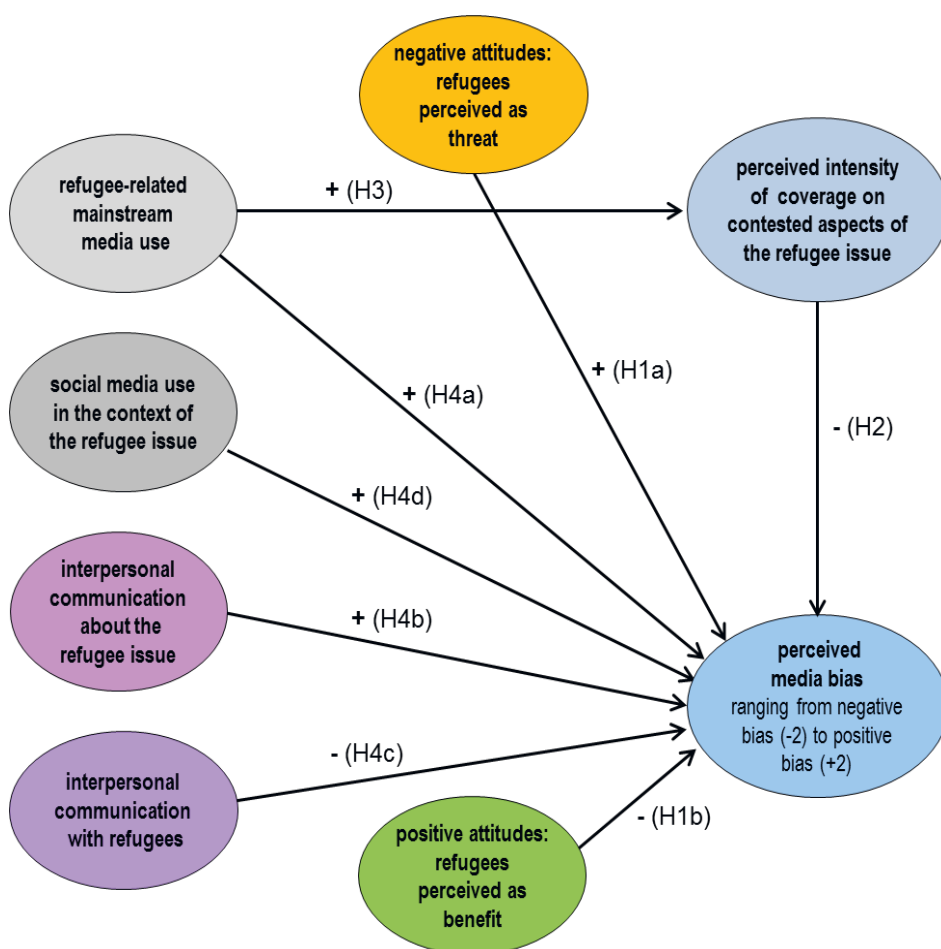 negative attitudes:
refugees
perceived as
threat
refugee-related
mainstream
media use
+ (H3)
perceived intensity
of coverage on
contested aspects of
the refugee issue
social media use
in the context of
the refugee issue
+ (H4a)
+ (H1a)
- (H2)
+ (H4d)
interpersonal
communication
about the
refugee issue
+ (H4b)
perceived
media bias
ranging from negative
bias (-2) to positive
bias (+2)
- (H4c)
interpersonal
communication
with refugees
- (H1b)
positive attitudes:
refugees
perceived as
benefit